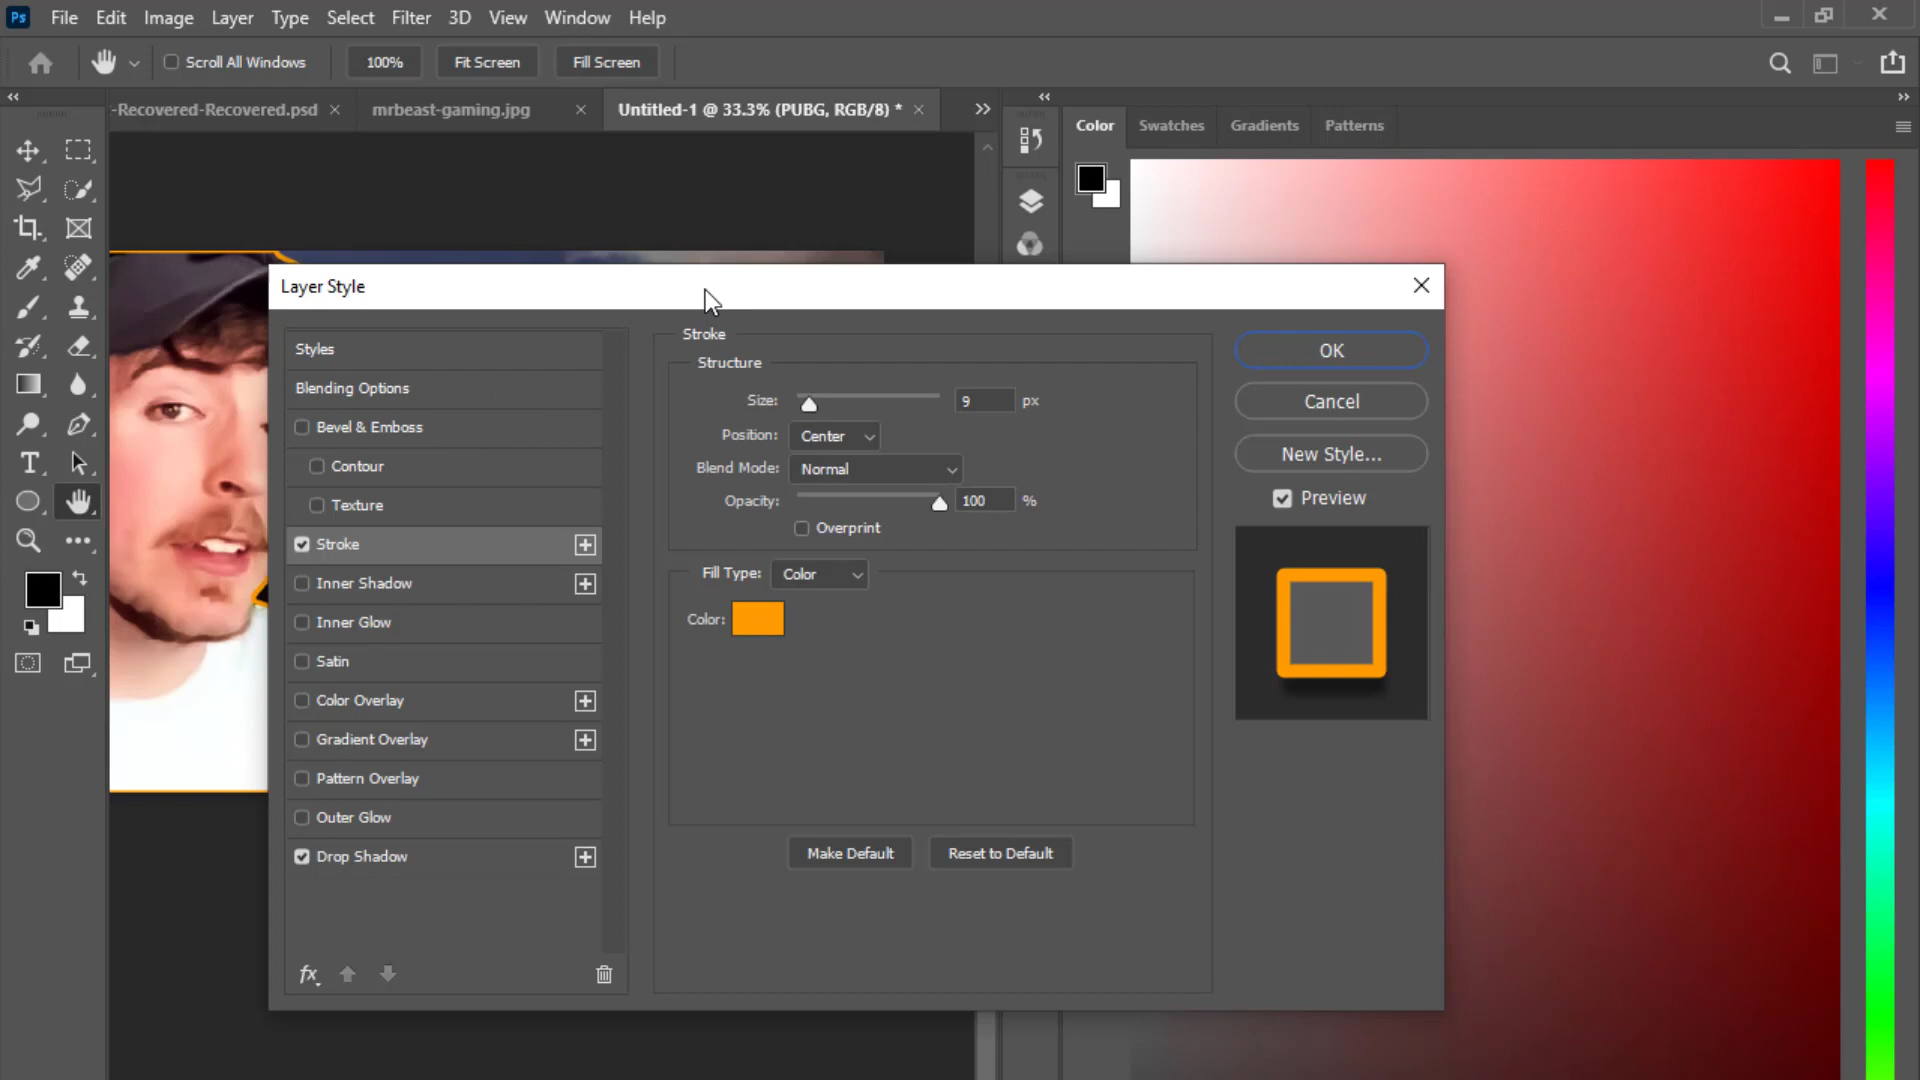 Ps File Edit Image Layer Type Select Filter 3D View Window Help
Scroll All Windows 100% Fit Screen Fill Screen
-Recovered-Recovered.psd mrbeast-gaming.jpg Untitled-1 @ 33.3% (PUBG, RGB/8) *
Color Swatches Gradients Patterns
Layer Style
Styles
Blending Options
Bevel & Emboss
Contour
Texture
Stroke
Inner Shadow
Inner Glow
Satin
Color Overlay
Gradient Overlay
Pattern Overlay
Outer Glow
Drop Shadow
fx
Stroke
Structure
Size: 9 px
Position: Center
Blend Mode: Normal
Opacity: 100 %
Overprint
Fill Type: Color
Color:
Make Default Reset to Default
OK
Cancel
New Style...
Preview